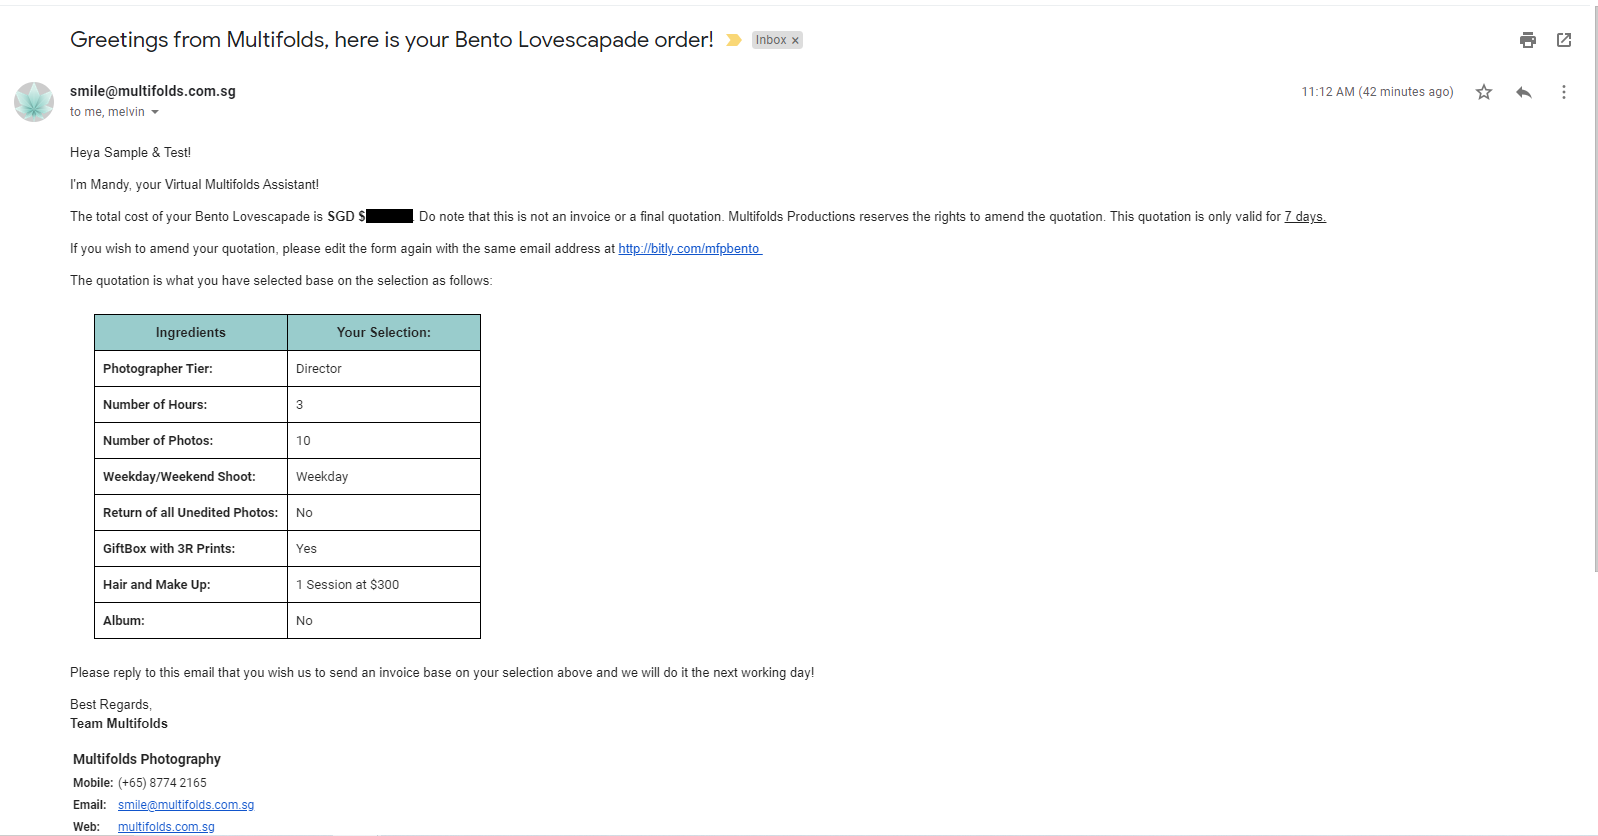 Greetings from Multifolds, here is your Bento Lovescapade order! Inbox ×
smile@multifolds.com.sg 11:12 AM (42 minutes ago)
to me, melvin
Heya Sample & Test!
I'm Mandy, your Virtual Multifolds Assistant!
The total cost of your Bento Lovescapade is SGD $ . Do note that this is not an invoice or a final quotation. Multifolds Productions reserves the rights to amend the quotation. This quotation is only valid for 7 days.
If you wish to amend your quotation, please edit the form again with the same email address at http://bitly.com/mfpbento
The quotation is what you have selected base on the selection as follows:
Ingredients Your Selection:
Photographer Tier: Director
Number of Hours: 3
Number of Photos: 10
Weekday/Weekend Shoot: Weekday
Return of all Unedited Photos: No
GiftBox with 3R Prints: Yes
Hair and Make Up: 1 Session at $300
Album: No
Please reply to this email that you wish us to send an invoice base on your selection above and we will do it the next working day!
Best Regards,
Team Multifolds
Multifolds Photography
Mobile: (+65) 8774 2165
Email: smile@multifolds.com.sg
Web: multifolds.com.sg